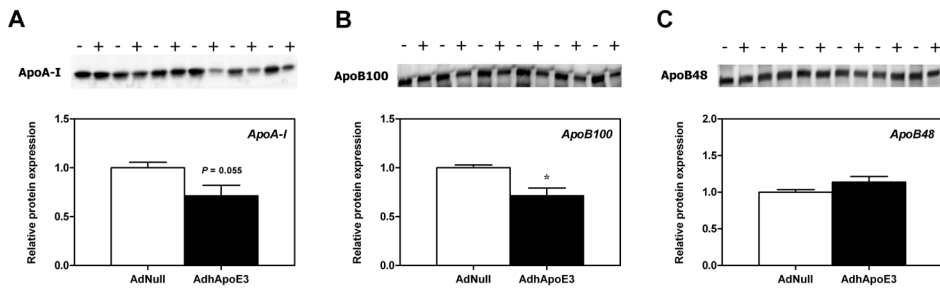 A
- + - + - + - + - + - +
ApoA-I
ApoA-I
Relative protein expression
1.5
1.0
0.5
0.0
P = 0.055
AdNull
AdhApoE3
B
- + - + - + - + - + - +
ApoB100
ApoB100
Relative protein expression
1.5
1.0
0.5
0.0
*
AdNull
AdhApoE3
C
- + - + - + - + - + - +
ApoB48
ApoB48
Relative protein expression
2.0
1.5
1.0
0.5
0.0
AdNull
AdhApoE3